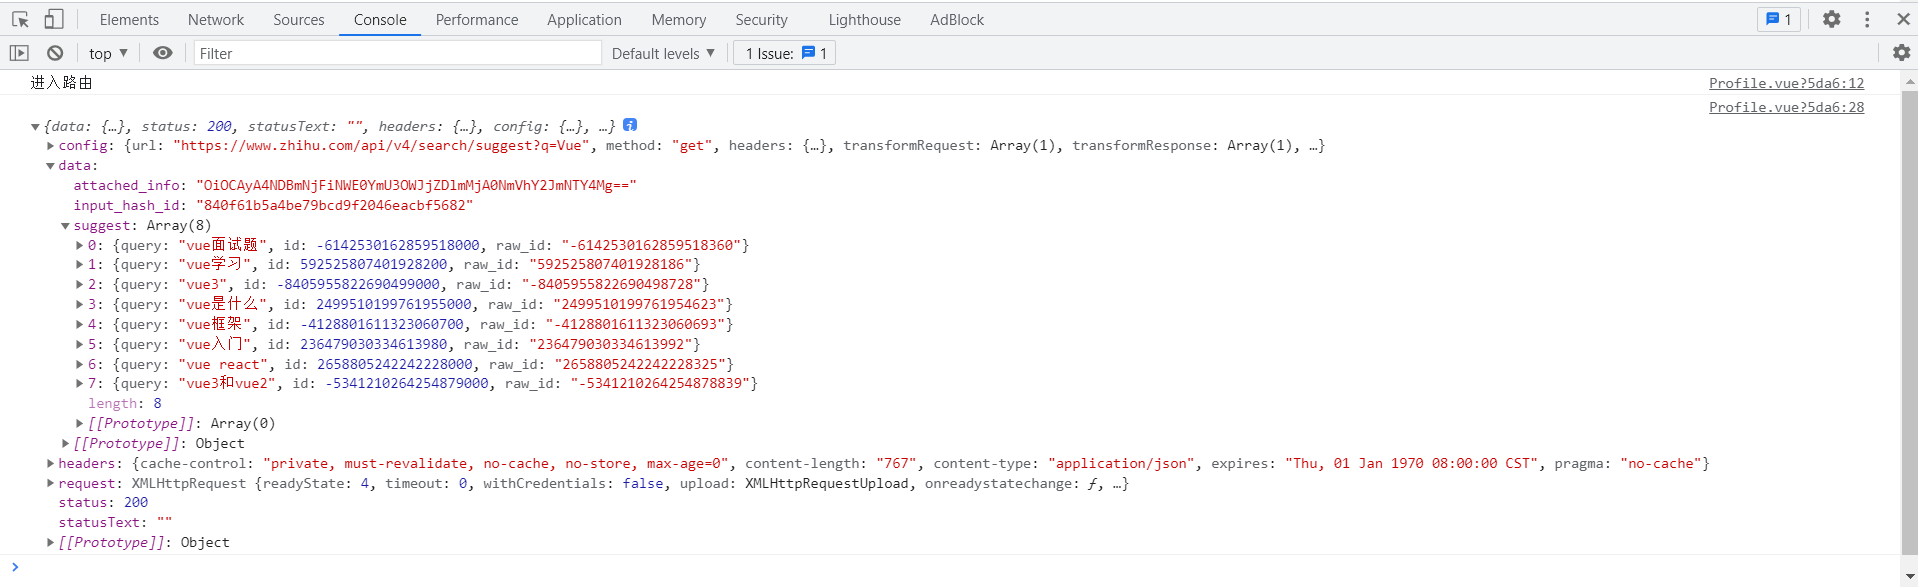 Elements Network Sources Console Performance Application Memory Security Lighthouse AdBlock 1
top ▼ Filter Default levels ▼ 1 Issue: 1
进入路由 Profile.vue?5da6:12
Profile.vue?5da6:28
▼{data: {…}, status: 200, statusText: "", headers: {…}, config: {…}, …} i
▶config: {url: "https://www.zhihu.com/api/v4/search/suggest?q=Vue", method: "get", headers: {…}, transformRequest: Array(1), transformResponse: Array(1), …}
▼data:
attached_info: "OiOCAyA4NDBmNjFiNWE0YmU3OWJjZDlmMjA0NmVhY2JmNTY4Mg=="
input_hash_id: "840f61b5a4be79bcd9f2046eacbf5682"
▼suggest: Array(8)
▶0: {query: "vue面试题", id: -6142530162859518000, raw_id: "-6142530162859518360"}
▶1: {query: "vue学习", id: 592525807401928200, raw_id: "592525807401928186"}
▶2: {query: "vue3", id: -8405955822690499000, raw_id: "-8405955822690498728"}
▶3: {query: "vue是什么", id: 2499510199761955000, raw_id: "2499510199761954623"}
▶4: {query: "vue框架", id: -4128801611323060700, raw_id: "-4128801611323060693"}
▶5: {query: "vue入门", id: 236479030334613980, raw_id: "236479030334613992"}
▶6: {query: "vue react", id: 2658805242242228000, raw_id: "2658805242242228325"}
▶7: {query: "vue3和vue2", id: -5341210264254879000, raw_id: "-5341210264254878839"}
length: 8
▶[[Prototype]]: Array(0)
▶[[Prototype]]: Object
▶headers: {cache-control: "private, must-revalidate, no-cache, no-store, max-age=0", content-length: "767", content-type: "application/json", expires: "Thu, 01 Jan 1970 08:00:00 CST", pragma: "no-cache"}
▶request: XMLHttpRequest {readyState: 4, timeout: 0, withCredentials: false, upload: XMLHttpRequestUpload, onreadystatechange: ƒ, …}
status: 200
statusText: ""
▶[[Prototype]]: Object